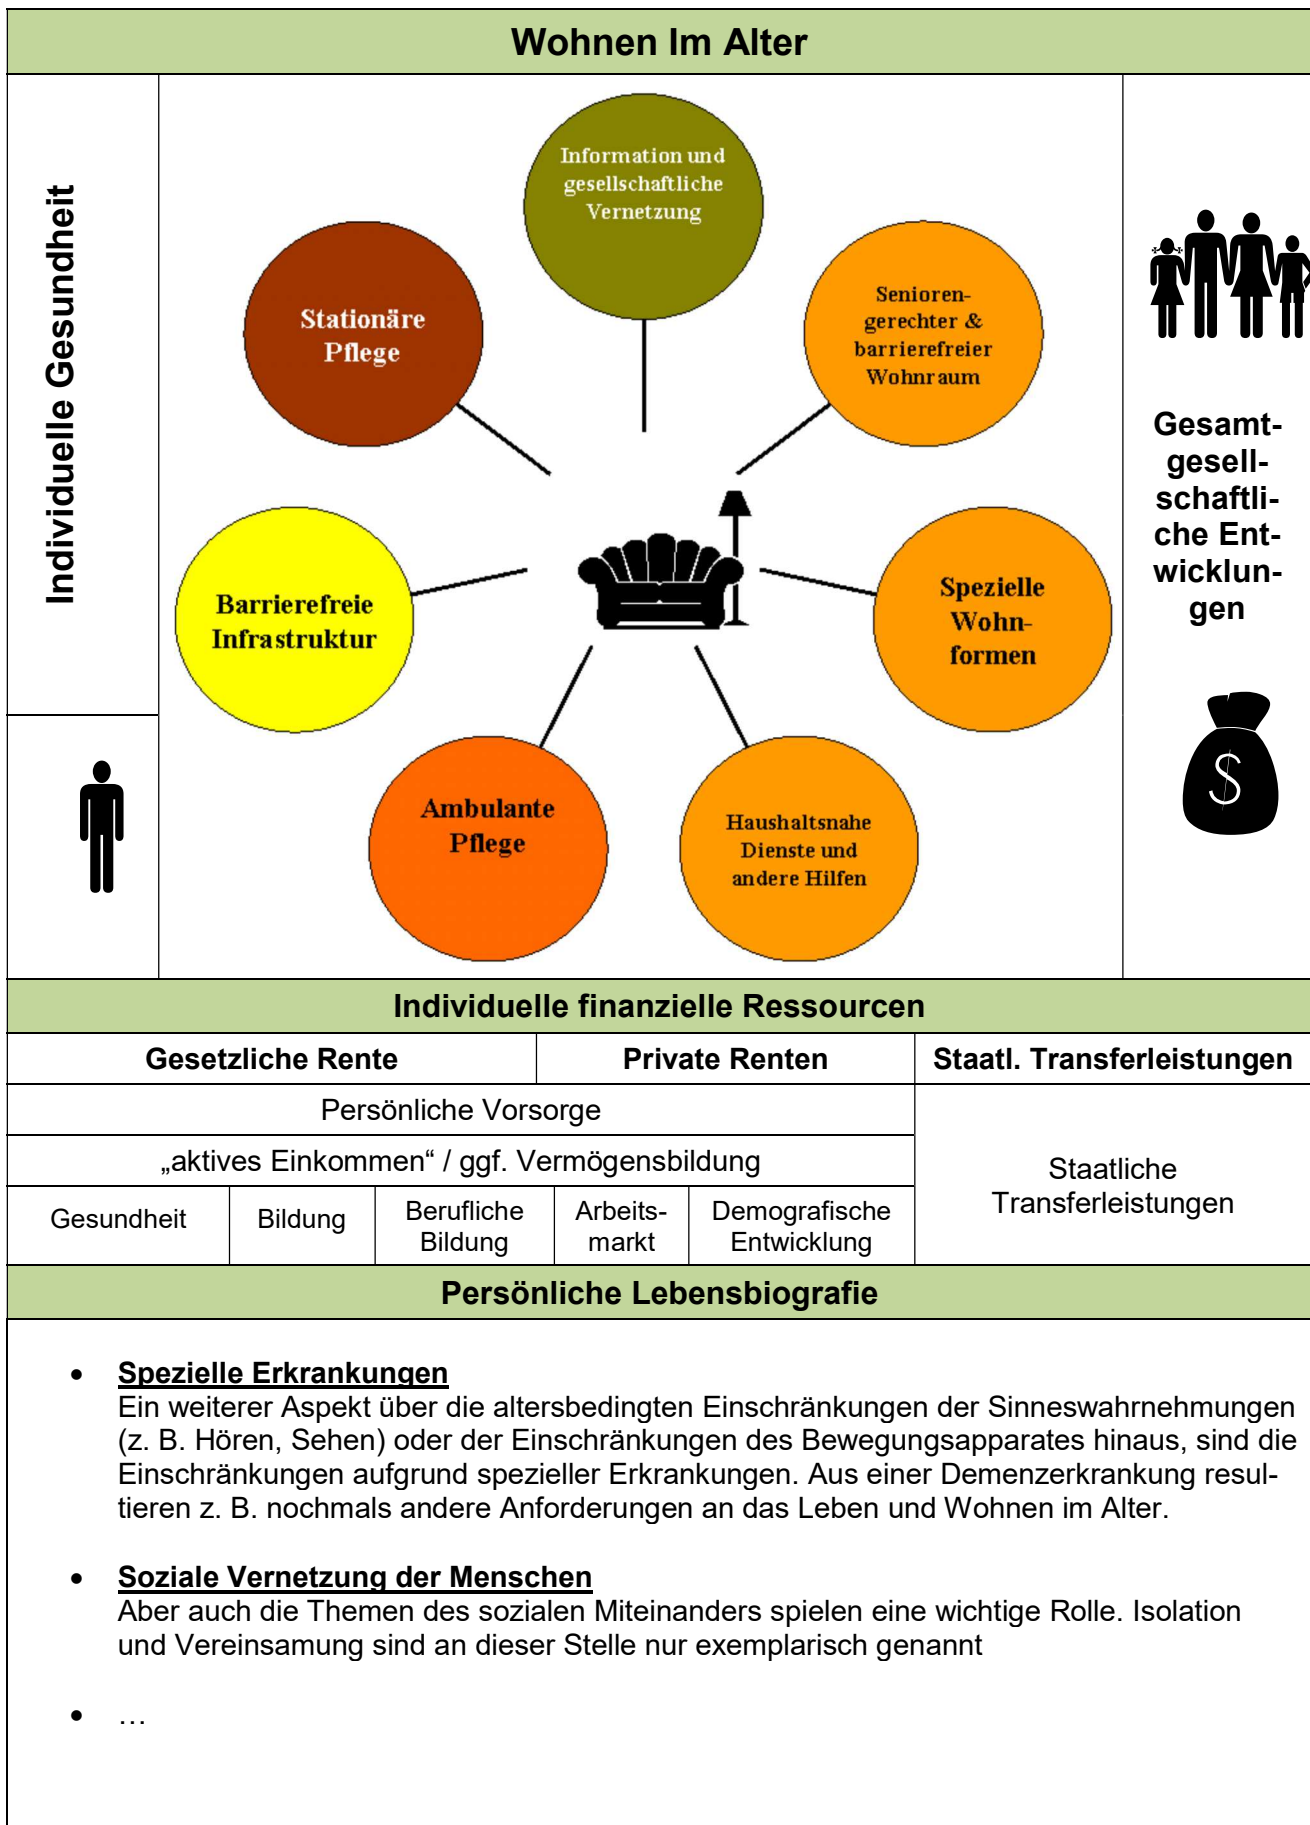 Wohnen Im Alter
Individuelle Gesundheit
Information und
gesellschaftliche
Vernetzung
Stationäre
Pflege
Senioren-
gerechter &
barrierefreier
Wohnraum
Barrierefreie
Infrastruktur
Spezielle
Wohn-
formen
Ambulante
Pflege
Haushaltsnahe
Dienste und
andere Hilfen
Gesamt-
gesell-
schaftli-
che Ent-
wicklun-
gen
$
Individuelle finanzielle Ressourcen
Gesetzliche Rente
Private Renten
Staatl. Transferleistungen
Persönliche Vorsorge
„aktives Einkommen“ / ggf. Vermögensbildung
Staatliche
Transferleistungen
Gesundheit
Bildung
Berufliche
Bildung
Arbeits-
markt
Demografische
Entwicklung
Persönliche Lebensbiografie
• Spezielle Erkrankungen
Ein weiterer Aspekt über die altersbedingten Einschränkungen der Sinneswahrnehmungen
(z. B. Hören, Sehen) oder der Einschränkungen des Bewegungsapparates hinaus, sind die
Einschränkungen aufgrund spezieller Erkrankungen. Aus einer Demenzerkrankung resul-
tieren z. B. nochmals andere Anforderungen an das Leben und Wohnen im Alter.
• Soziale Vernetzung der Menschen
Aber auch die Themen des sozialen Miteinanders spielen eine wichtige Rolle. Isolation
und Vereinsamung sind an dieser Stelle nur exemplarisch genannt
• …